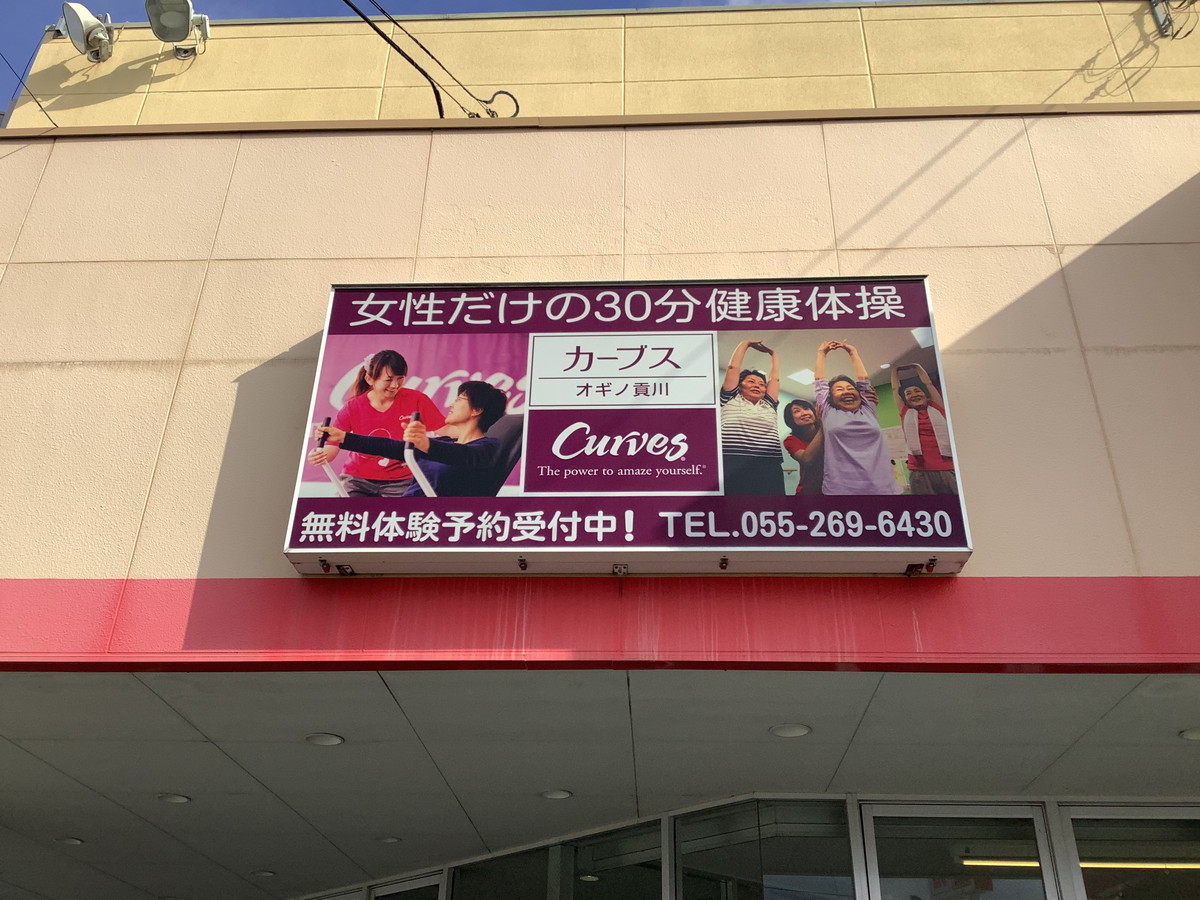 女性だけの30分健康体操
Curves
カーブス
オギノ貢川
Curves
The power to amaze yourself.®
無料体験予約受付中! TEL.055-269-6430